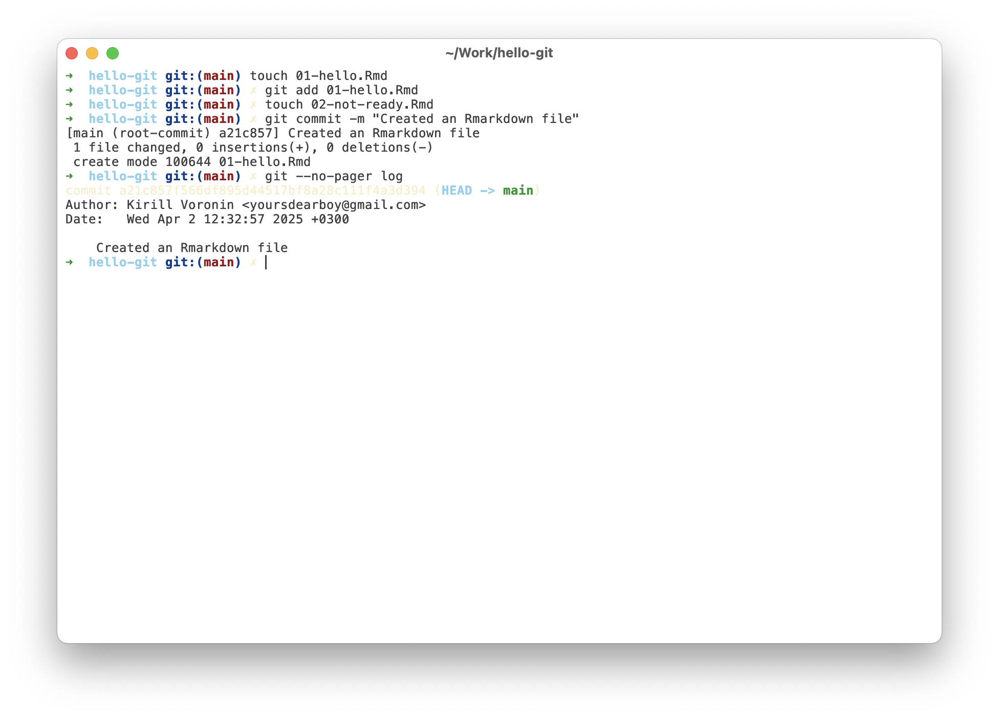 ~/Work/hello-git
➜  hello-git git:(main) touch 01-hello.Rmd
➜  hello-git git:(main) ✗ git add 01-hello.Rmd
➜  hello-git git:(main) ✗ touch 02-not-ready.Rmd
➜  hello-git git:(main) ✗ git commit -m "Created an Rmarkdown file"
[main (root-commit) a21c857] Created an Rmarkdown file
 1 file changed, 0 insertions(+), 0 deletions(-)
 create mode 100644 01-hello.Rmd
➜  hello-git git:(main) ✗ git --no-pager log
commit a21c857f566df895d44517bf8a28c111f4a3d394 (HEAD -> main)
Author: Kirill Voronin <yoursdearboy@gmail.com>
Date:   Wed Apr 2 12:32:57 2025 +0300

    Created an Rmarkdown file
➜  hello-git git:(main) ✗